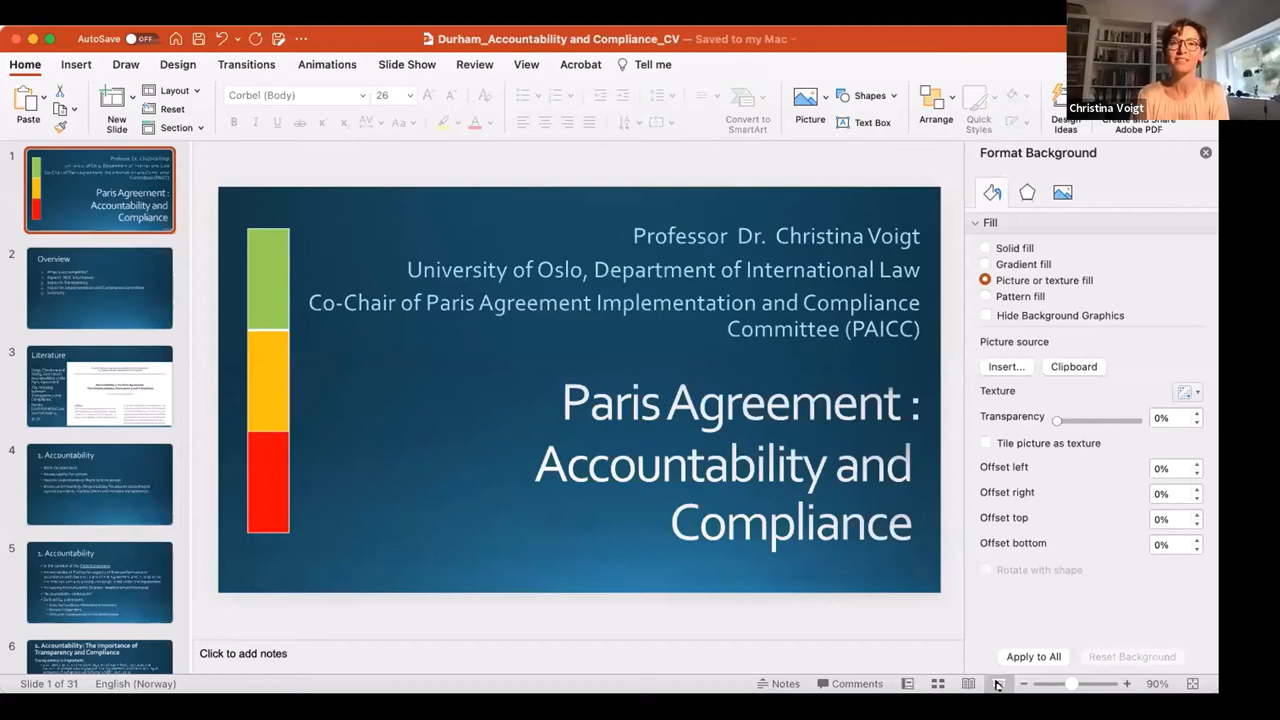 AutoSave OFF
Durham_Accountability and Compliance_CV — Saved to my Mac
Home Insert Draw Design Transitions Animations Slide Show Review View Acrobat Tell me
Paste
New
Slide
Layout
Reset
Section
Corbel (Body) 26
Convert to
SmartArt
Picture
Shapes
Text Box
Arrange
Quick
Styles
Design
Ideas
Create and Share
Adobe PDF
Christina Voigt
1
Paris Agreement :
Accountability and
Compliance
2
Overview
3
Literature
4
1. Accountability
5
1. Accountability
6
1. Accountability: The Importance of
Transparency and Compliance
Professor Dr. Christina Voigt
University of Oslo, Department of International Law
Co-Chair of Paris Agreement Implementation and Compliance
Committee (PAICC)
Paris Agreement :
Accountability and
Compliance
Click to add notes
Format Background
Fill
Solid fill
Gradient fill
Picture or texture fill
Pattern fill
Hide Background Graphics
Picture source
Insert... Clipboard
Texture
Transparency 0%
Tile picture as texture
Offset left 0%
Offset right 0%
Offset top 0%
Offset bottom 0%
Rotate with shape
Apply to All Reset Background
Slide 1 of 31 English (Norway) Notes Comments 90%